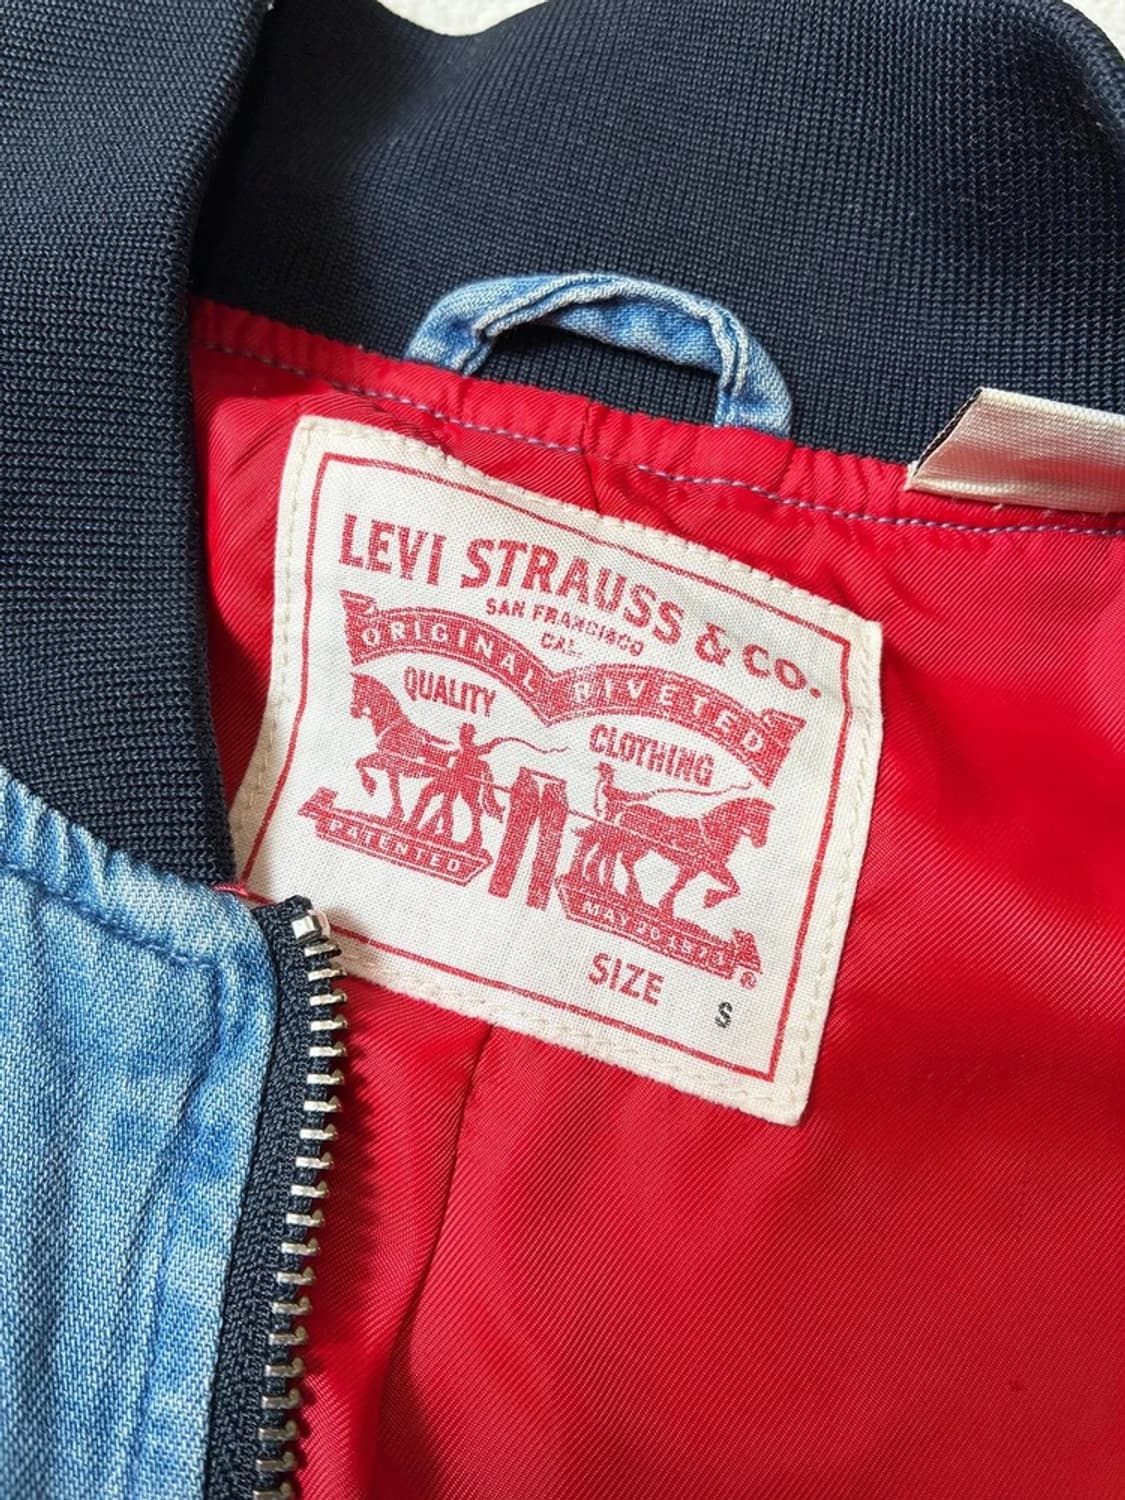 LEVI STRAUSS & CO.
SAN FRANCISCO
CAL.
ORIGINAL RIVETED
QUALITY CLOTHING
PATENTED
MAY 20 1873
®
SIZE S